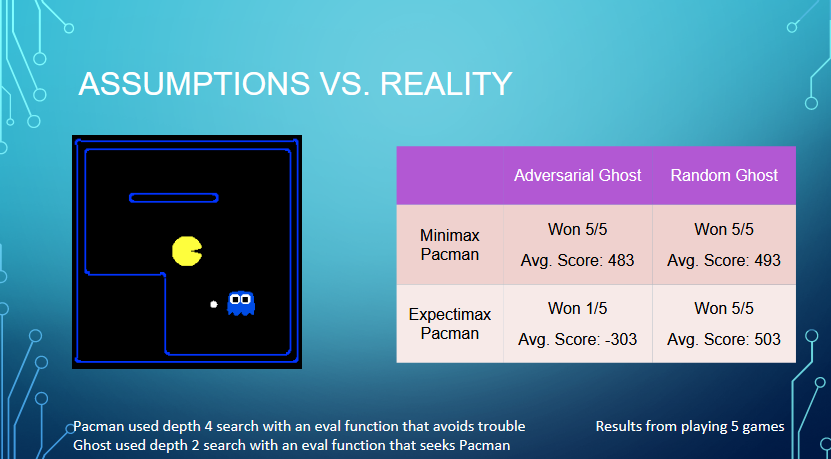 ASSUMPTIONS VS. REALITY
Adversarial Ghost
Random Ghost
Minimax
Pacman
Won 5/5
Avg. Score: 483
Won 5/5
Avg. Score: 493
Expectimax
Pacman
Won 1/5
Avg. Score: -303
Won 5/5
Avg. Score: 503
Pacman used depth 4 search with an eval function that avoids trouble
Ghost used depth 2 search with an eval function that seeks Pacman
Results from playing 5 games